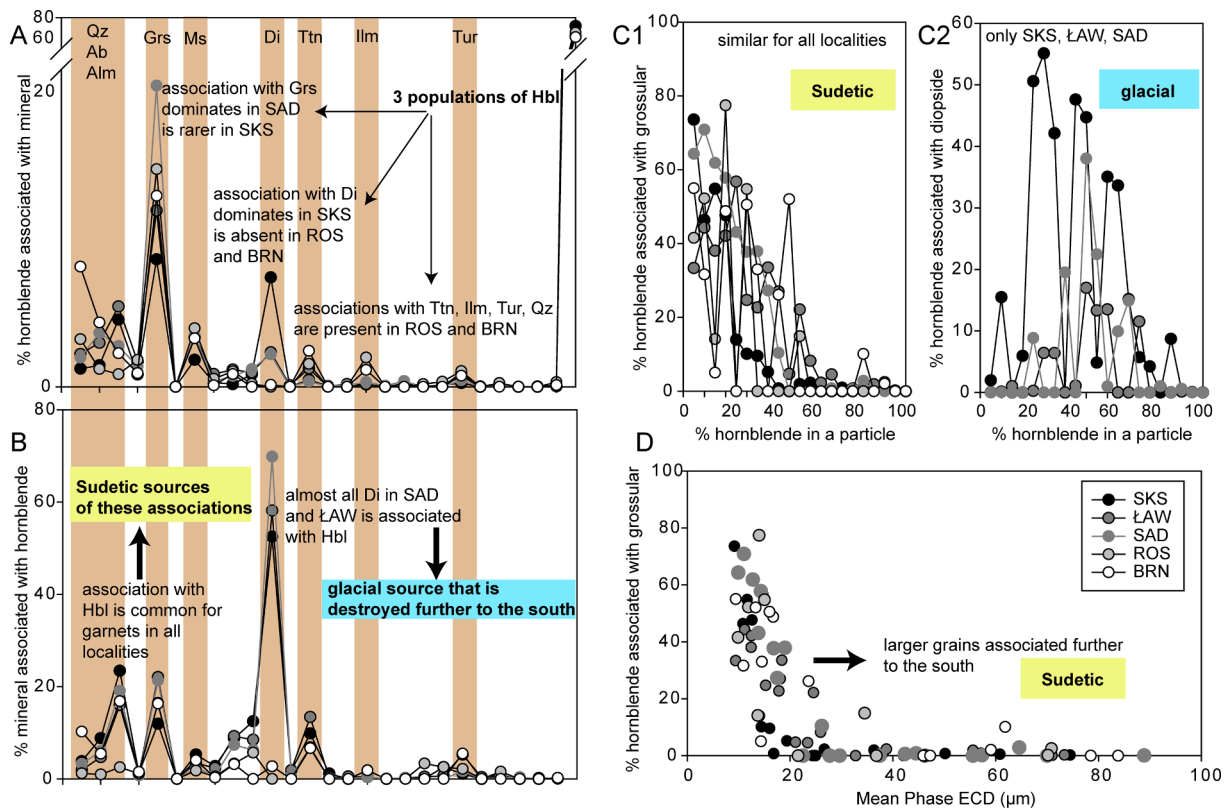 A
% hornblende associated with mineral
80
60
20
0
Qz
Ab
Alm
Grs
Ms
Di
Ttn
Ilm
Tur
association with Grs
dominates in SAD
is rarer in SKS
3 populations of Hbl
association with Di
dominates in SKS
is absent in ROS
and BRN
associations with Ttn, Ilm, Tur, Qz
are present in ROS and BRN
B
% mineral associated with hornblende
80
60
40
20
0
Sudetic sources
of these associations
association with
Hbl is common for
garnets in all
localities
almost all Di in SAD
and ŁAW is associated
with Hbl
glacial source that is
destroyed further to the south
C1
% hornblende associated with grossular
100
80
60
40
20
0
similar for all localities
Sudetic
0 20 40 60 80 100
% hornblende in a particle
C2
% hornblende associated with diopside
60
50
40
30
20
10
0
only SKS, ŁAW, SAD
glacial
0 20 40 60 80 100
% hornblende in a particle
D
% hornblende associated with grossular
100
80
60
40
20
0
SKS
ŁAW
SAD
ROS
BRN
larger grains associated further
to the south
Sudetic
0 20 40 60 80 100
Mean Phase ECD (µm)